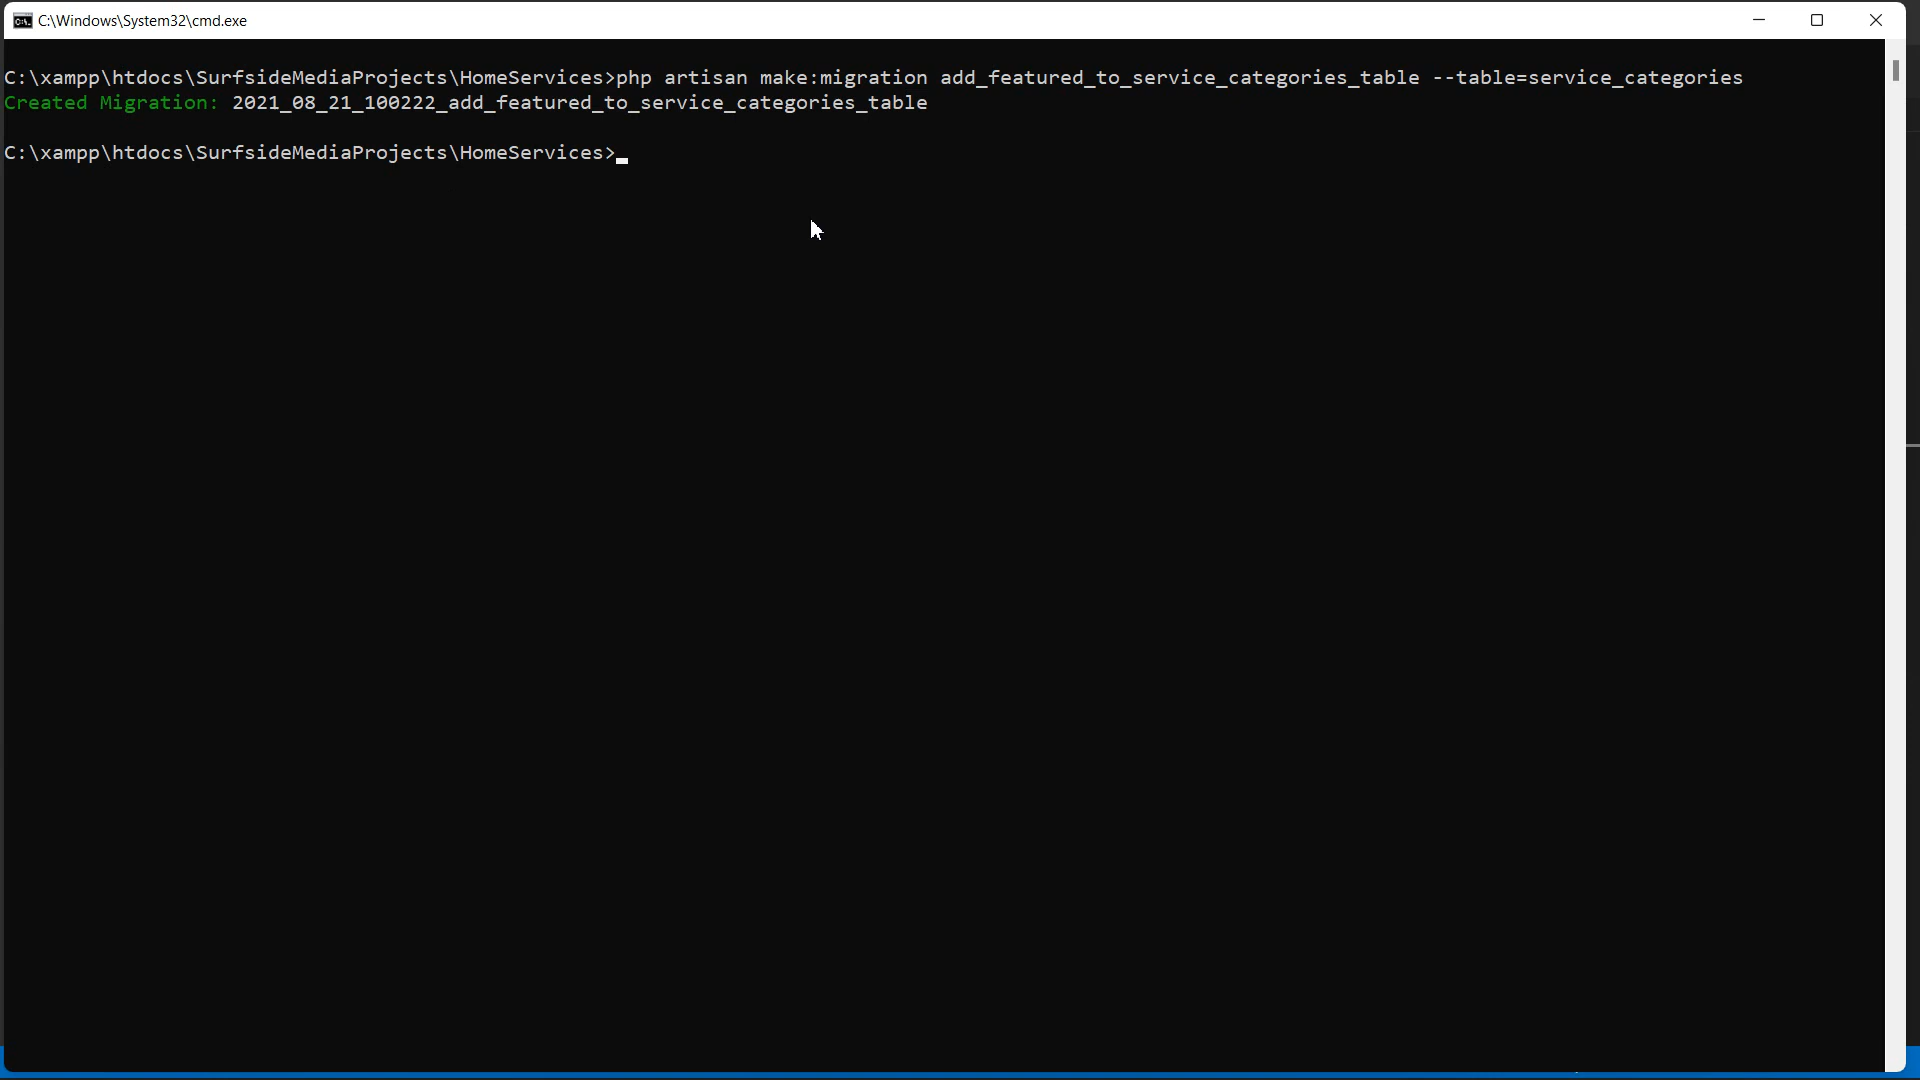 C:\Windows\System32\cmd.exe
C:\xampp\htdocs\SurfsideMediaProjects\HomeServices>php artisan make:migration add_featured_to_service_categories_table --table=service_categories
Created Migration: 2021_08_21_100222_add_featured_to_service_categories_table
C:\xampp\htdocs\SurfsideMediaProjects\HomeServices>